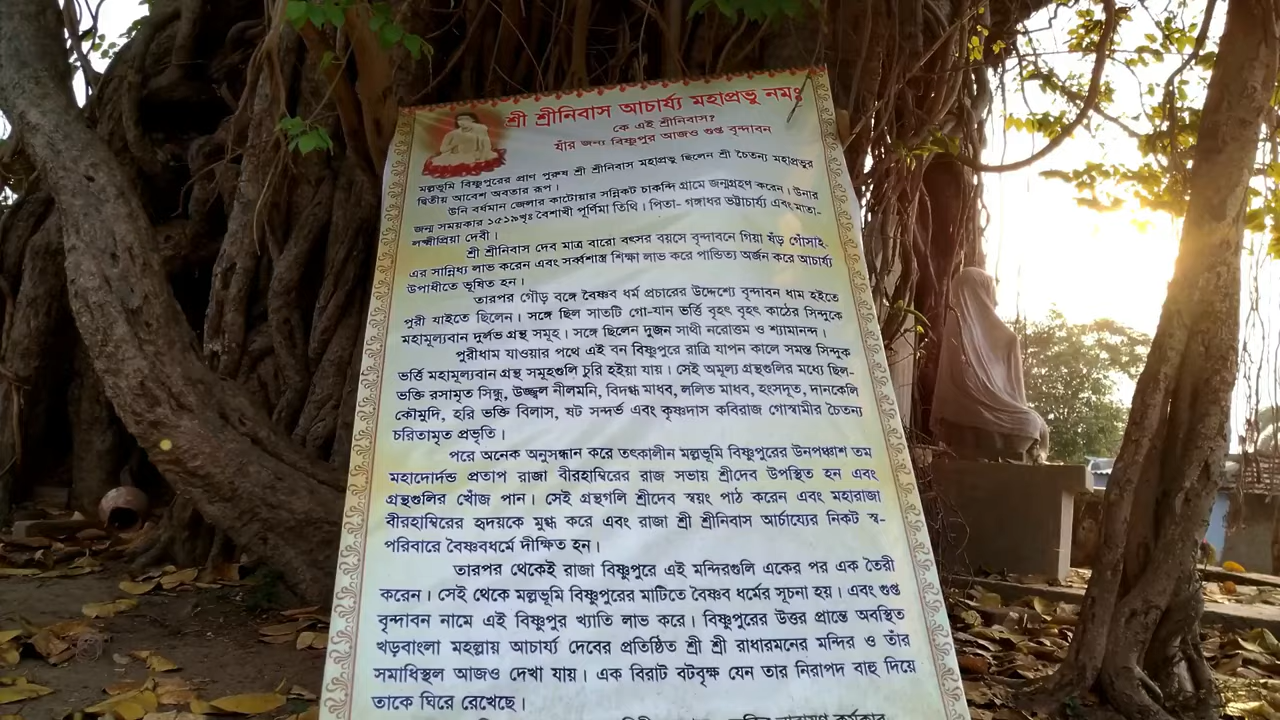 শ্রী শ্রীনিবাস আচার্য্য মহাপ্রভু নমঃ
কে এই শ্রীনিবাস?
যাঁর জন্য বিষ্ণুপুর আজও গুপ্ত বৃন্দাবন
মল্লভূমি বিষ্ণুপুরের প্রাণ পুরুষ শ্রী শ্রীনিবাস মহাপ্রভু ছিলেন শ্রী চৈতন্য মহাপ্রভুর
দ্বিতীয় আবেশ অবতার রূপ।
উনি বর্ধমান জেলার কাটোয়ার সন্নিকট চাকন্দি গ্রামে জন্মগ্রহণ করেন। উনার
জন্ম সময়কাল ১৫১৯খৃঃ বৈশাখী পূর্ণিমা তিথি। পিতা- গঙ্গাধর ভট্টাচার্য্য এবং মাতা-
লক্ষ্মীপ্রিয়া দেবী।
শ্রী শ্রীনিবাস দেব মাত্র বারো বৎসর বয়সে বৃন্দাবনে গিয়া ষঁড় গোঁসাই-
এর সান্নিধ্য লাভ করেন এবং সর্ব্বশাস্ত্র শিক্ষা লাভ করে পান্ডিত্য অর্জন করে আচার্য্য
উপাধীতে ভূষিত হন।
তারপর গৌড় বঙ্গে বৈষ্ণব ধর্ম প্রচারের উদ্দেশ্যে বৃন্দাবন ধাম হইতে
পুরী যাইতে ছিলেন। সঙ্গে ছিল সাতটি গো-যান ভর্ত্তি বৃহৎ বৃহৎ কাঠের সিন্দুকে
মহামূল্যবান দুর্লভ গ্রন্থ সমূহ। সঙ্গে ছিলেন দুজন সাথী নরোত্তম ও শ্যামানন্দ।
পুরীধাম যাওয়ার পথে এই বন বিষ্ণুপুরে রাত্রি যাপন কালে সমস্ত সিন্দুক
ভর্ত্তি মহামূল্যবান গ্রন্থ সমূহগুলি চুরি হইয়া যায়। সেই অমূল্য গ্রন্থগুলির মধ্যে ছিল-
ভক্তি রসামৃত সিন্ধু, উজ্জ্বল নীলমনি, বিদগ্ধ মাধব, ললিত মাধব, হংসদূত, দানকেলি
কৌমুদি, হরি ভক্তি বিলাস, ষট সন্দর্ভ এবং কৃষ্ণদাস কবিরাজ গোস্বামীর চৈতন্য
চরিতামৃত প্রভৃতি।
পরে অনেক অনুসন্ধান করে তৎকালীন মল্লভূমি বিষ্ণুপুরের উনপঞ্চাশ তম
মহাদোর্দন্ড প্রতাপ রাজা বীরহাম্বিরের রাজ সভায় শ্রীদেব উপস্থিত হন এবং
গ্রন্থগুলির খোঁজ পান। সেই গ্রন্থগলি শ্রীদেব স্বয়ং পাঠ করেন এবং মহারাজা
বীরহাম্বিরের হৃদয়কে মুগ্ধ করে এবং রাজা শ্রী শ্রীনিবাস আর্চায্যের নিকট স্ব-
পরিবারে বৈষ্ণবধর্মে দীক্ষিত হন।
তারপর থেকেই রাজা বিষ্ণুপুরে এই মন্দিরগুলি একের পর এক তৈরী
করেন। সেই থেকে মল্লভূমি বিষ্ণুপুরের মাটিতে বৈষ্ণব ধর্মের সূচনা হয়। এবং গুপ্ত
বৃন্দাবন নামে এই বিষ্ণুপুর খ্যাতি লাভ করে। বিষ্ণুপুরের উত্তর প্রান্তে অবস্থিত
খড়বাংলা মহল্লায় আচার্য্য দেবের প্রতিষ্ঠিত শ্রী শ্রী রাধারমনের মন্দির ও তাঁর
সমাধিস্থল আজও দেখা যায়। এক বিরাট বটবৃক্ষ যেন তার নিরাপদ বাহু দিয়ে
তাকে ঘিরে রেখেছে।